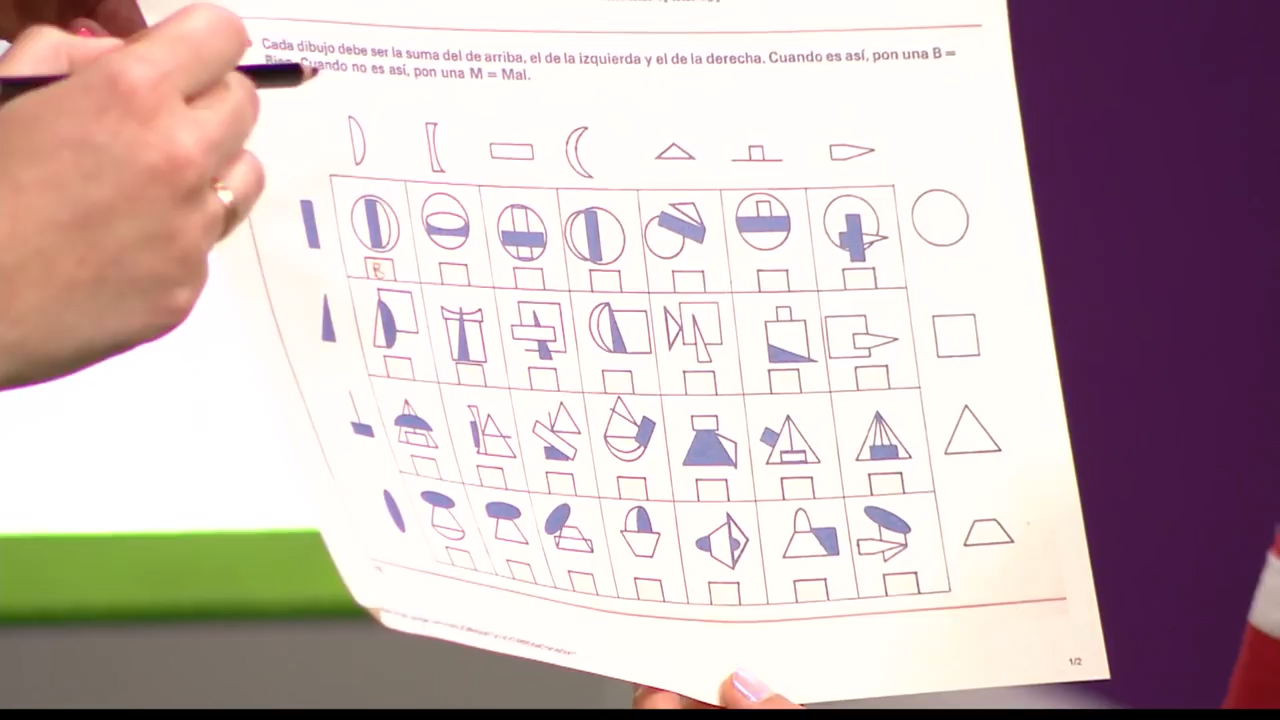 Cada dibujo debe ser la suma del de arriba, el de la izquierda y el de la derecha. Cuando es así, pon una B =
Bien. Cuando no es así, pon una M = Mal.
B
1/2